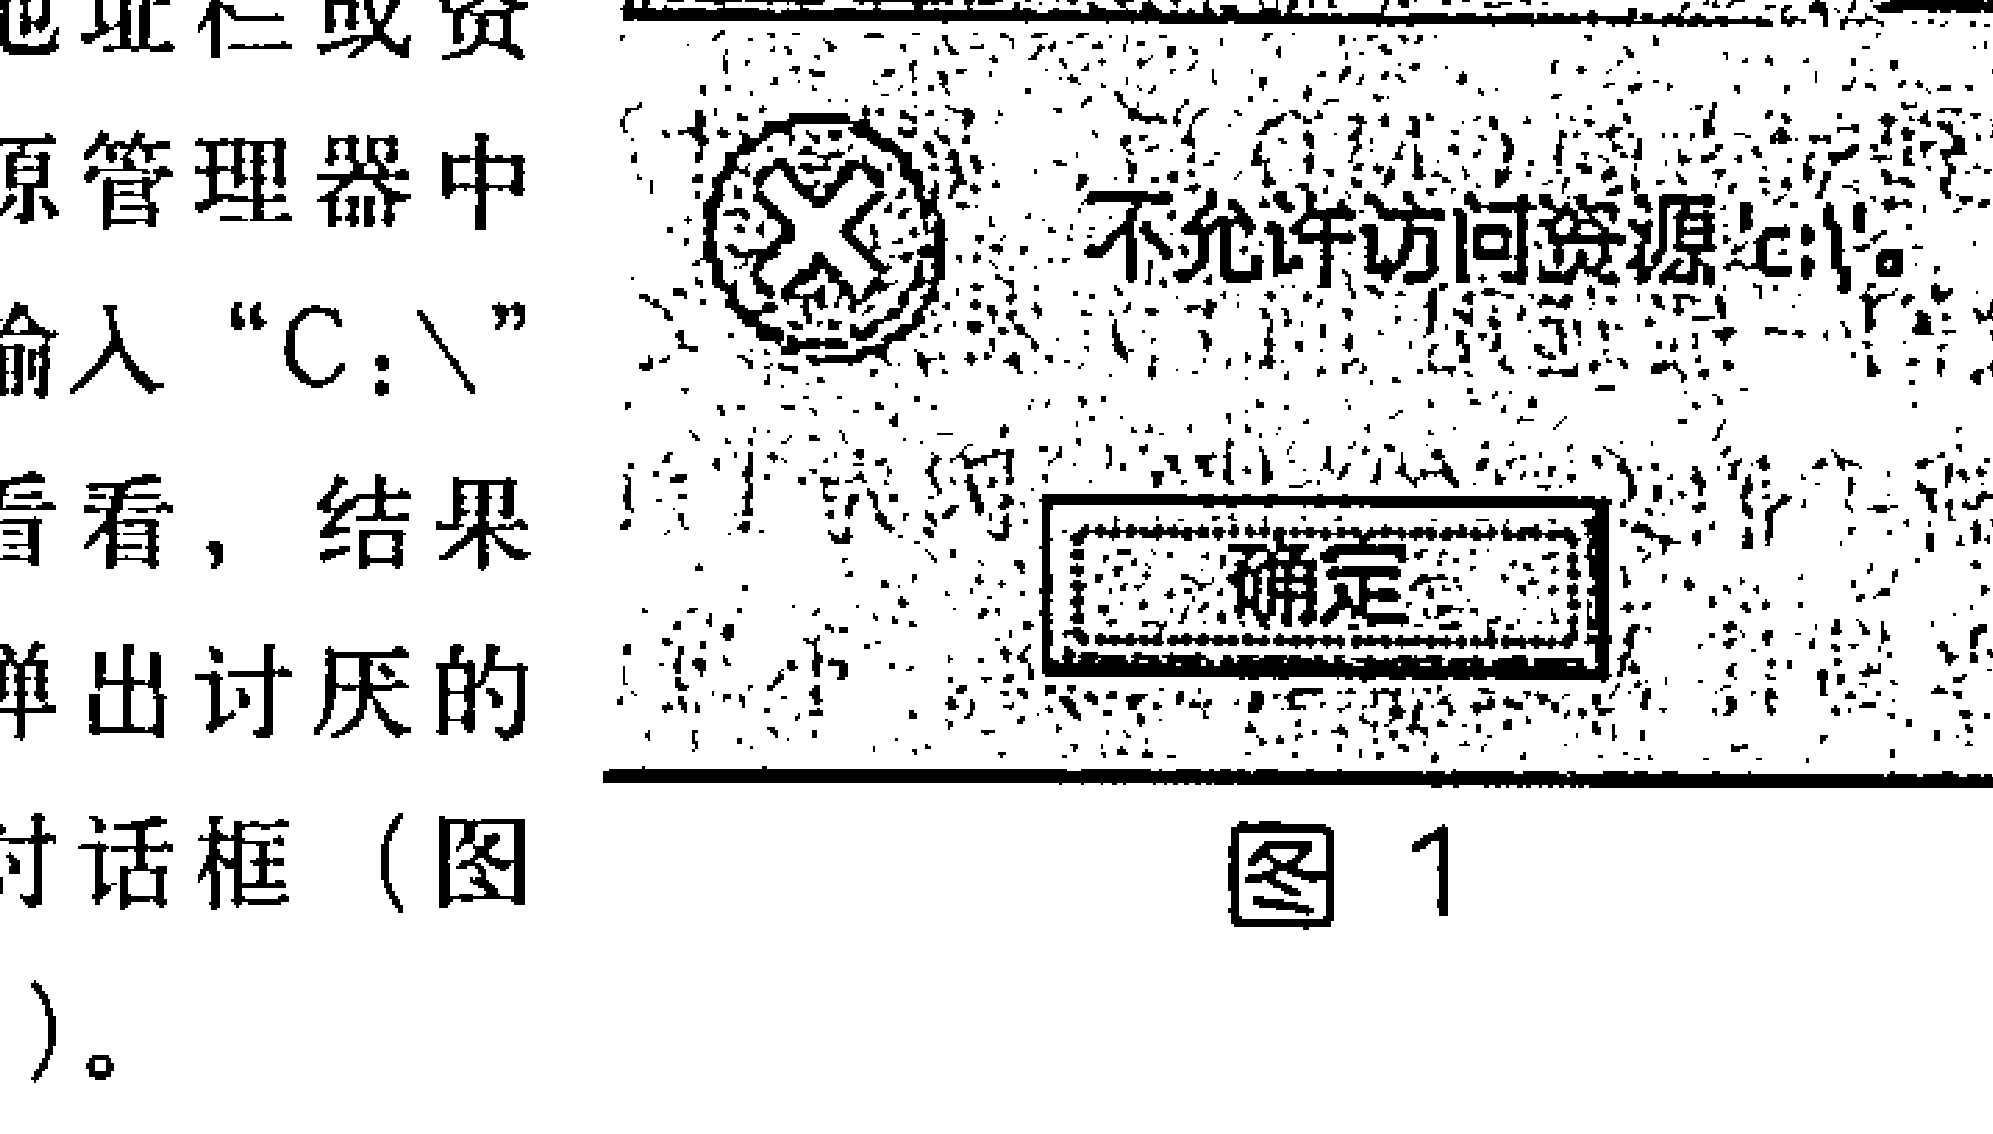 地址栏或资
源管理器中
输入“C:\”
看看，结果
弹出讨厌的
对话框（图
）。
不允许访问资源'c:\'。
确定
图 1